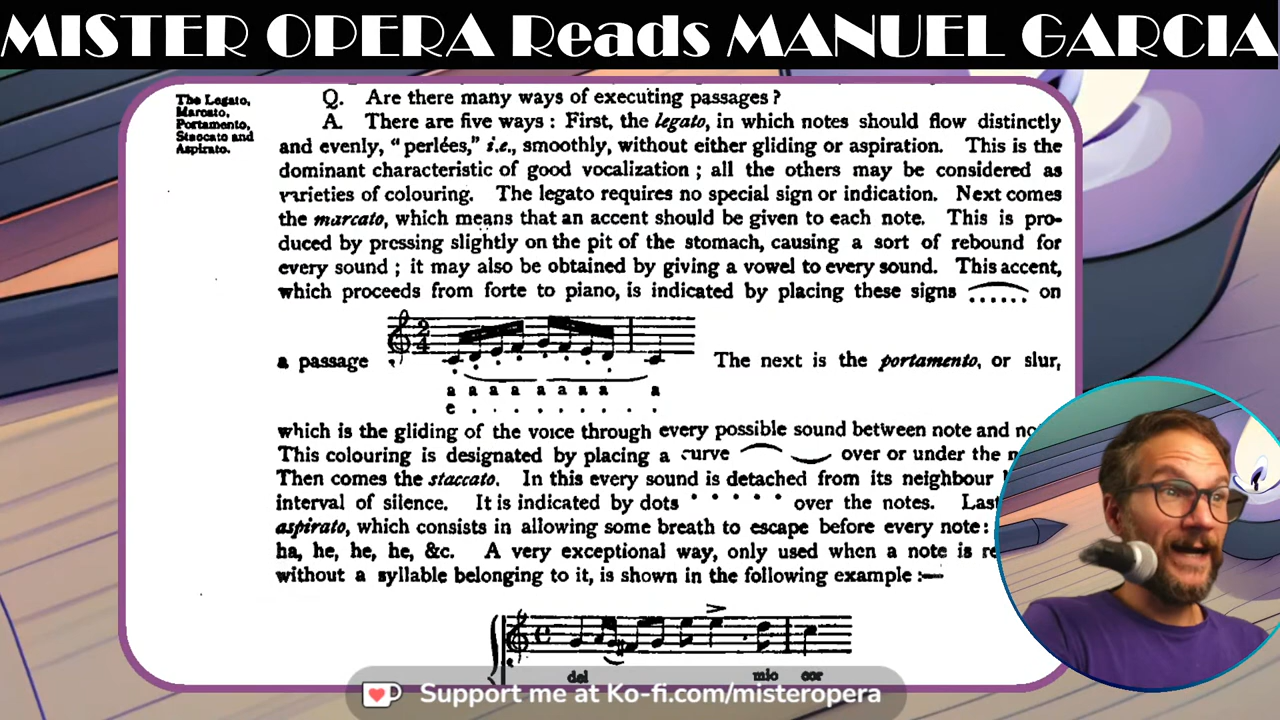 MISTER OPERA Reads MANUEL GARCIA
The Legato,
Marcato,
Portamento,
Staccato and
Aspirato.
Q. Are there many ways of executing passages?
A. There are five ways: First, the legato, in which notes should flow distinctly
and evenly, "perlées," i.e., smoothly, without either gliding or aspiration. This is the
dominant characteristic of good vocalization; all the others may be considered as
varieties of colouring. The legato requires no special sign or indication. Next comes
the marcato, which means that an accent should be given to each note. This is pro-
duced by pressing slightly on the pit of the stomach, causing a sort of rebound for
every sound; it may also be obtained by giving a vowel to every sound. This accent,
which proceeds from forte to piano, is indicated by placing these signs ...... on
a passage The next is the portamento, or slur,
2 4
a a a a a a a a a
e . . . . . . . .
which is the gliding of the voice through every possible sound between note and no
This colouring is designated by placing a curve over or under the n
Then comes the staccato. In this every sound is detached from its neighbour
interval of silence. It is indicated by dots ' ' ' ' ' ' over the notes. Las
aspirato, which consists in allowing some breath to escape before every note:
ha, he, he, he, &c. A very exceptional way, only used when a note is re
without a syllable belonging to it, is shown in the following example:—
del mio cor
Support me at Ko-fi.com/misteropera